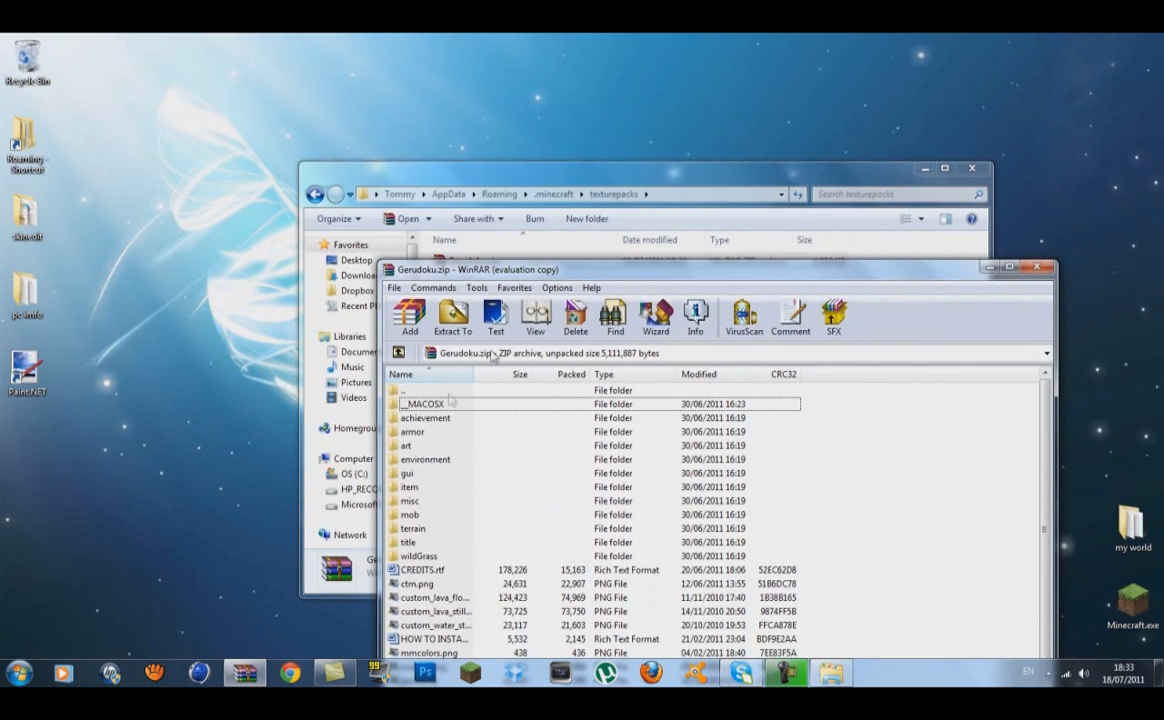 Recycle Bin
Roaming - Shortcut
skinedit
pc imfo
Paint.NET
my world
Minecraft.exe
Tommy AppData Roaming .minecraft texturepacks
Search texturepacks
Organize Open Share with Burn New folder
Name Date modified Type Size
Favorites
Desktop
Downloa
Dropbox
Recent Pl
Libraries
Docume
Music
Pictures
Videos
Homegrou
Computer
OS (C:)
HP_RECO
Microsof
Network
Ge
Gerudoku.zip - WinRAR (evaluation copy)
File Commands Tools Favorites Options Help
Add Extract To Test View Delete Find Wizard Info VirusScan Comment SFX
Gerudoku.zip - ZIP archive, unpacked size 5,111,887 bytes
Name Size Packed Type Modified CRC32
.. File folder
__MACOSX File folder 30/06/2011 16:23
achievement File folder 30/06/2011 16:19
armor File folder 30/06/2011 16:19
art File folder 30/06/2011 16:19
environment File folder 30/06/2011 16:19
gui File folder 30/06/2011 16:19
item File folder 30/06/2011 16:19
misc File folder 30/06/2011 16:19
mob File folder 30/06/2011 16:19
terrain File folder 30/06/2011 16:19
title File folder 30/06/2011 16:19
wildGrass File folder 30/06/2011 16:19
CREDITS.rtf 178,226 15,163 Rich Text Format 20/06/2011 18:06 52EC62D8
ctm.png 24,631 22,907 PNG File 12/06/2011 13:55 51B6DC78
custom_lava_flo... 124,423 74,969 PNG File 11/11/2010 17:40 1B38B165
custom_lava_still... 73,725 73,750 PNG File 14/11/2010 20:50 9874FF5B
custom_water_st... 23,117 21,603 PNG File 20/10/2010 19:53 FFCA878E
HOW TO INSTA... 5,532 2,145 Rich Text Format 21/02/2011 23:04 BDF9E2AA
mmcolors.png 438 436 PNG File 04/02/2011 18:40 7EE83F5A
99
Ps
EN
18:33
18/07/2011